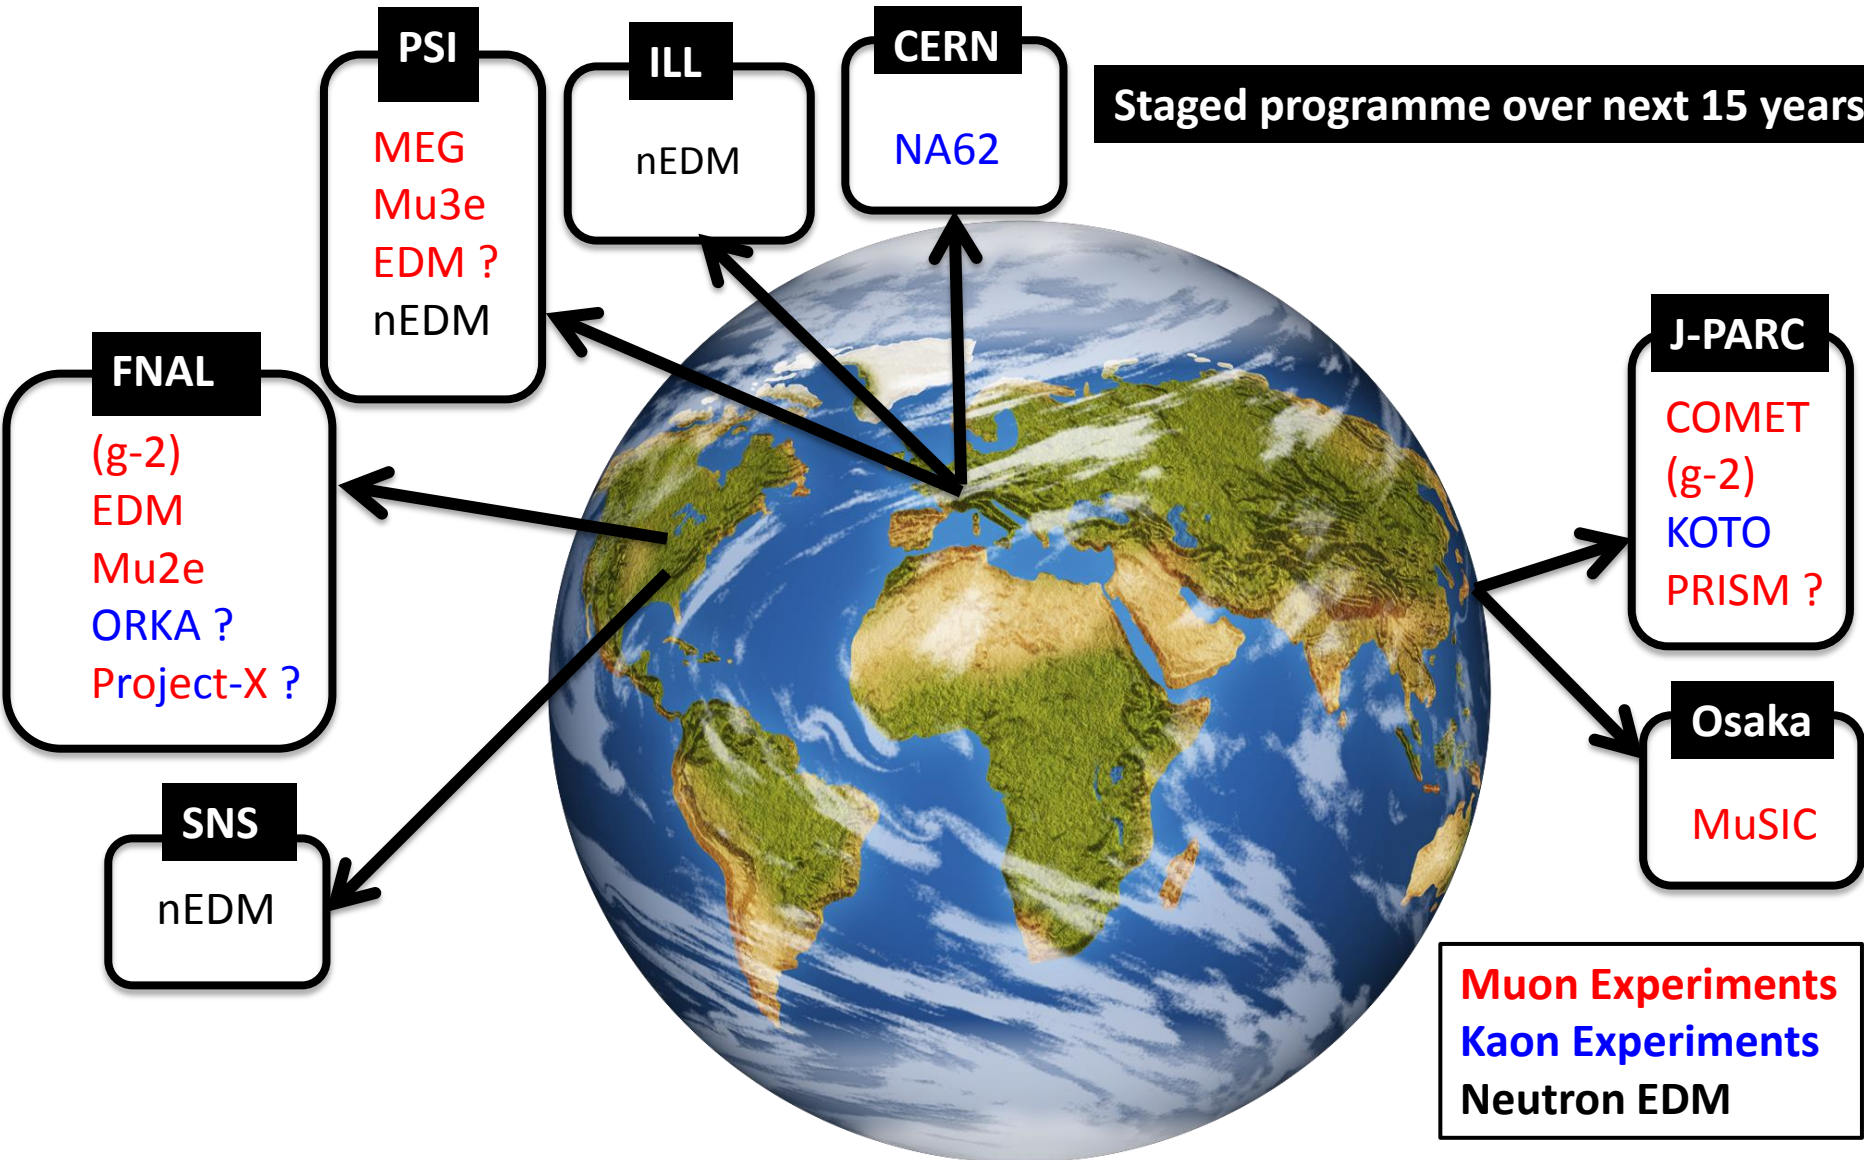 PSI
MEG
Mu3e
EDM ?
nEDM
ILL
nEDM
CERN
NA62
Staged programme over next 15 years
FNAL
(g-2)
EDM
Mu2e
ORKA ?
Project-X ?
SNS
nEDM
J-PARC
COMET
(g-2)
KOTO
PRISM ?
Osaka
MuSIC
Muon Experiments
Kaon Experiments
Neutron EDM